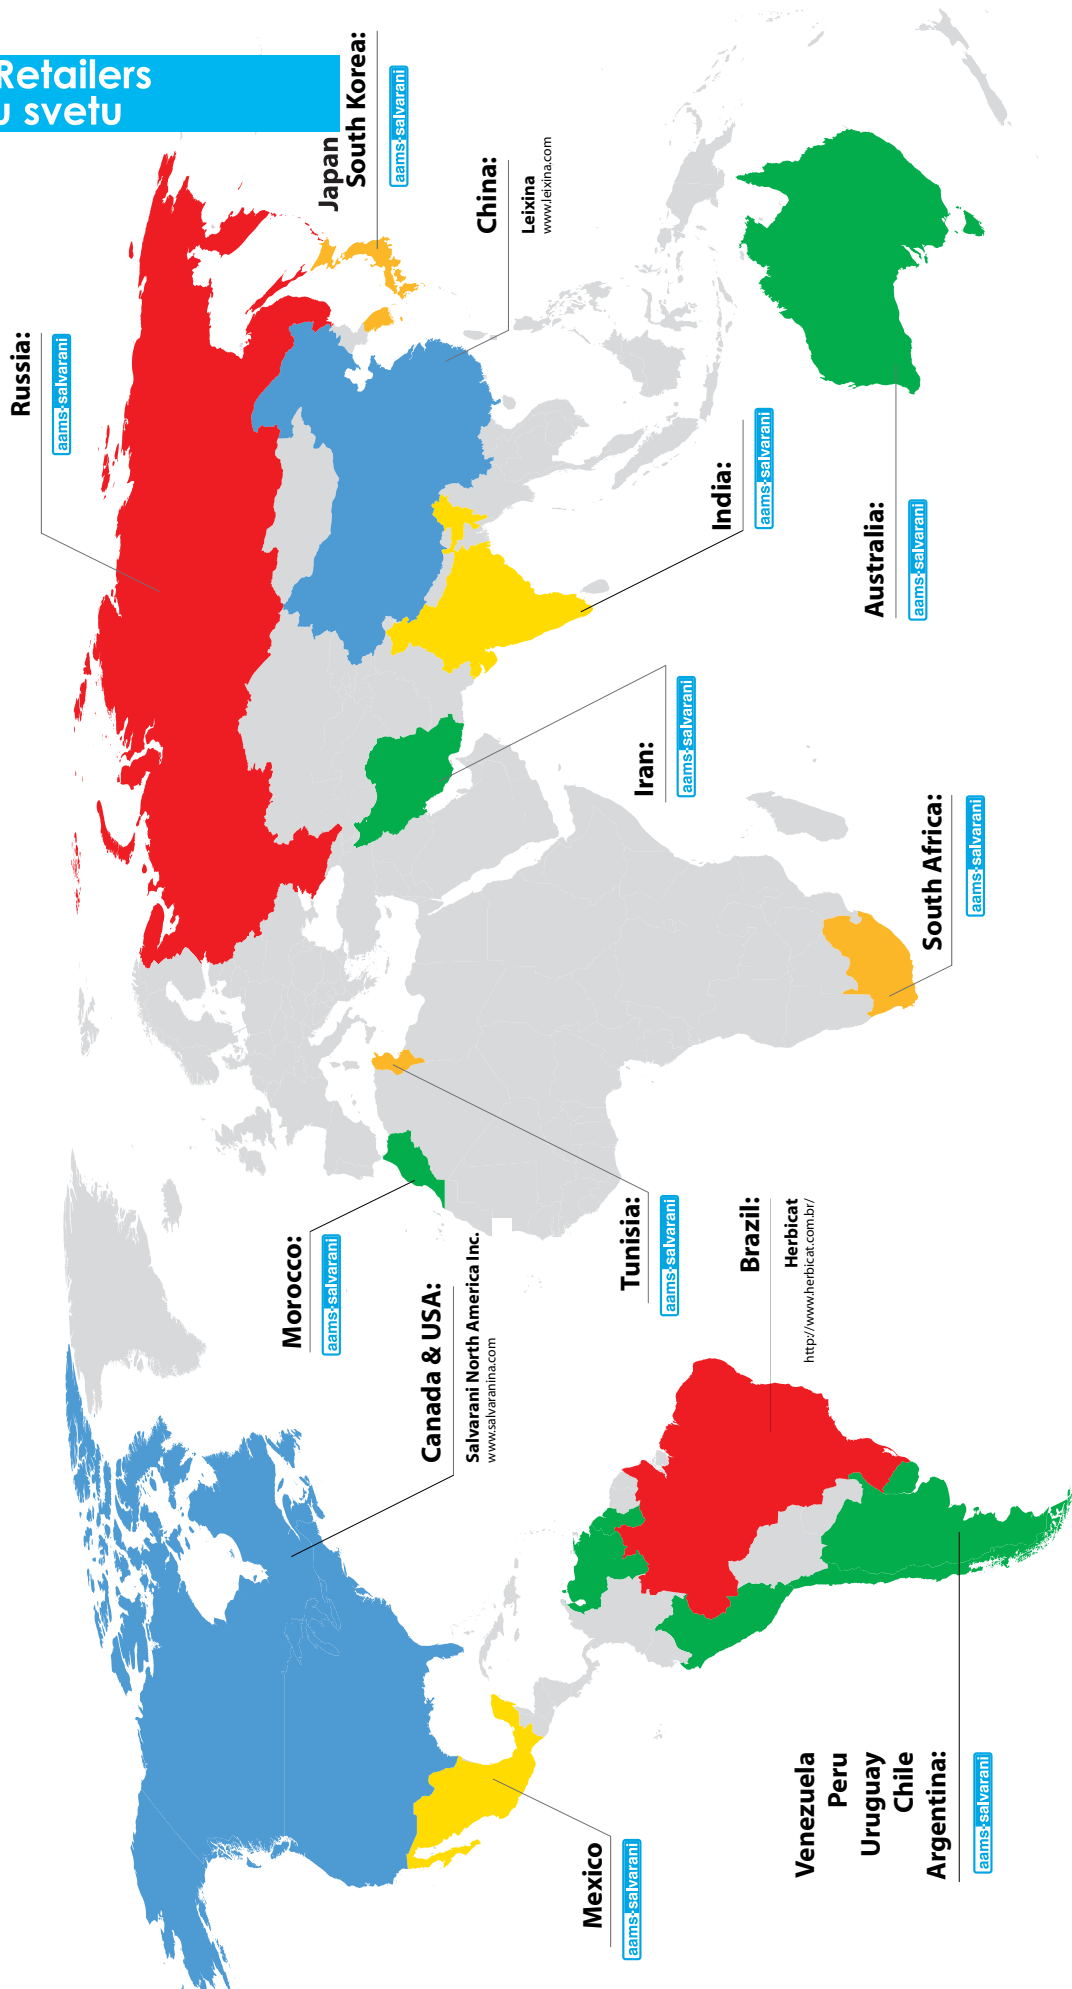 Retailers
u svetu
Russia:
aams·salvarani
Japan
South Korea:
aams·salvarani
China:
Leixina
www.leixina.com
India:
aams·salvarani
Australia:
aams·salvarani
Iran:
aams·salvarani
South Africa:
aams·salvarani
Morocco:
aams·salvarani
Tunisia:
aams·salvarani
Canada & USA:
Salvarani North America Inc.
www.salvaranina.com
Brazil:
Herbicat
http://www.herbicat.com.br/
Mexico
aams·salvarani
Venezuela
Peru
Uruguay
Chile
Argentina:
aams·salvarani